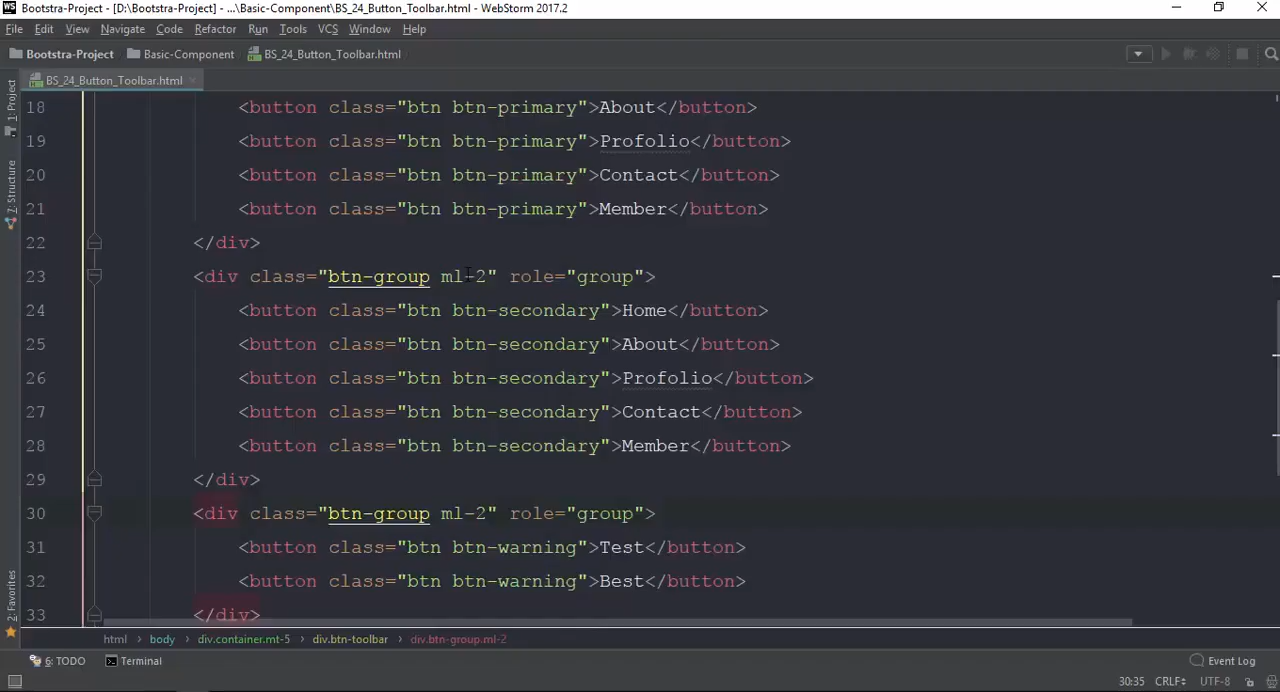 Bootstra-Project - [D:\Bootstra-Project] - ...\Basic-Component\BS_24_Button_Toolbar.html - WebStorm 2017.2
File Edit View Navigate Code Refactor Run Tools VCS Window Help
Bootstra-Project Basic-Component BS_24_Button_Toolbar.html
BS_24_Button_Toolbar.html
1: Project
7: Structure
2: Favorites
18 <button class="btn btn-primary">About</button>
19 <button class="btn btn-primary">Profolio</button>
20 <button class="btn btn-primary">Contact</button>
21 <button class="btn btn-primary">Member</button>
22 </div>
23 <div class="btn-group ml-2" role="group">
24 <button class="btn btn-secondary">Home</button>
25 <button class="btn btn-secondary">About</button>
26 <button class="btn btn-secondary">Profolio</button>
27 <button class="btn btn-secondary">Contact</button>
28 <button class="btn btn-secondary">Member</button>
29 </div>
30 <div class="btn-group ml-2" role="group">
31 <button class="btn btn-warning">Test</button>
32 <button class="btn btn-warning">Best</button>
33 </div>
html body div.container.mt-5 div.btn-toolbar div.btn-group.ml-2
6: TODO Terminal Event Log
30:35 CRLF UTF-8